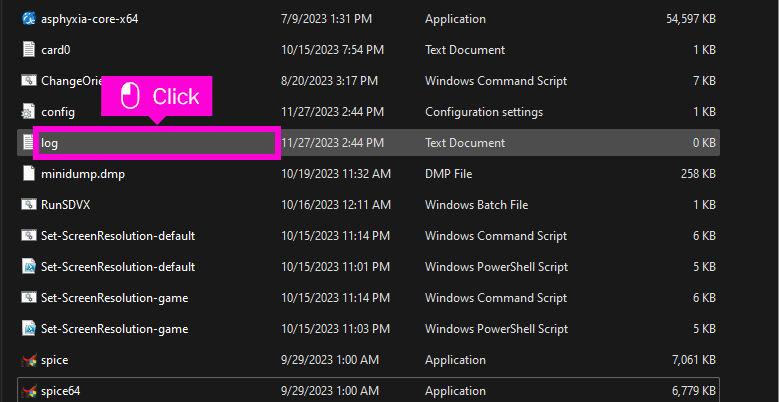 asphyxia-core-x64 7/9/2023 1:31 PM Application 54,597 KB
card0 10/15/2023 7:54 PM Text Document 1 KB
ChangeOrie 8/20/2023 3:17 PM Windows Command Script 7 KB
Click
config 11/27/2023 2:44 PM Configuration settings 1 KB
log 11/27/2023 2:44 PM Text Document 0 KB
minidump.dmp 10/19/2023 11:32 AM DMP File 258 KB
RunSDVX 10/16/2023 12:11 AM Windows Batch File 1 KB
Set-ScreenResolution-default 10/15/2023 11:14 PM Windows Command Script 6 KB
Set-ScreenResolution-default 10/15/2023 11:01 PM Windows PowerShell Script 5 KB
Set-ScreenResolution-game 10/15/2023 11:14 PM Windows Command Script 6 KB
Set-ScreenResolution-game 10/15/2023 11:03 PM Windows PowerShell Script 5 KB
spice 9/29/2023 1:00 AM Application 7,061 KB
spice64 9/29/2023 1:00 AM Application 6,779 KB